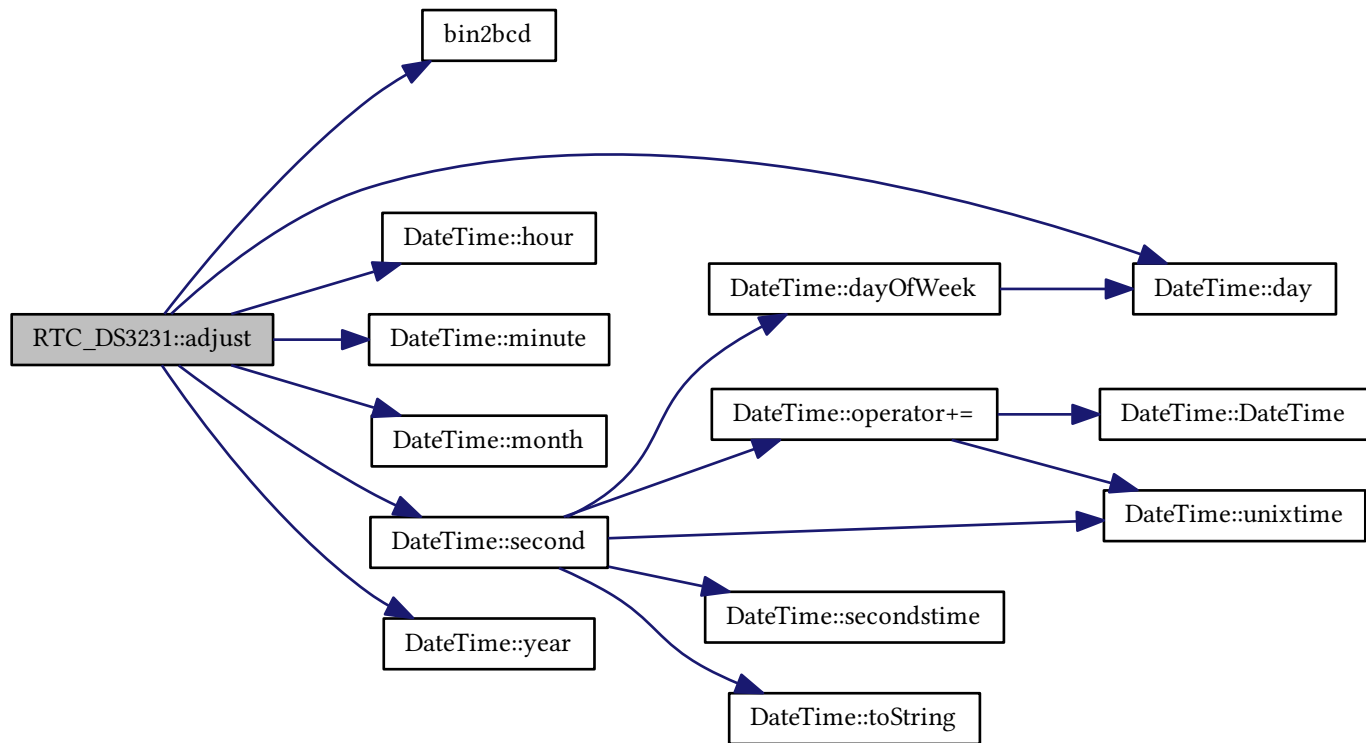 bin2bcd
DateTime::hour
DateTime::dayOfWeek
DateTime::day
RTC_DS3231::adjust
DateTime::minute
DateTime::month
DateTime::operator+=
DateTime::DateTime
DateTime::second
DateTime::unixtime
DateTime::secondstime
DateTime::year
DateTime::toString